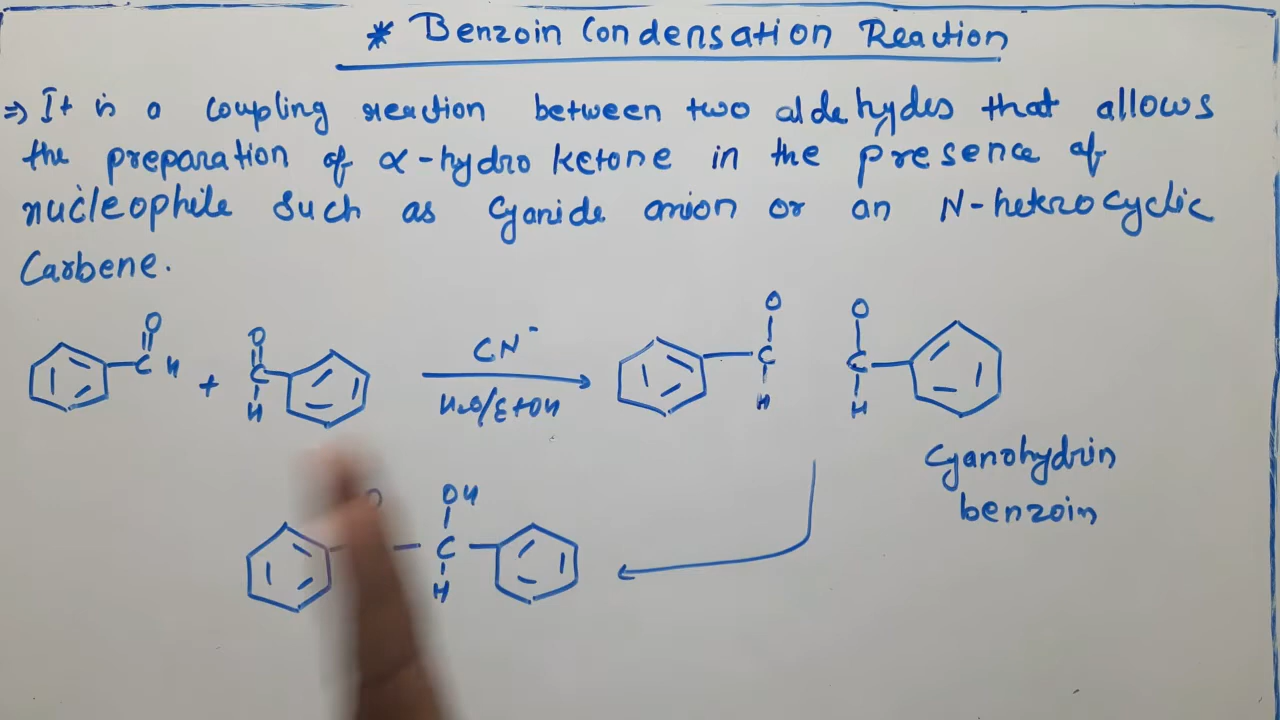 * Benzoin Condensation Reaction
⇒ It is a coupling reaction between two aldehydes that allows
the preparation of α-hydro ketone in the presence of
nucleophile such as Cyanide anion or an N-hetrocyclic
Carbene.
O O O O
C H + C CN⁻ C C
H H₂O/EtOH H H
Cyanohydrin
benzoin
O OH
C
H